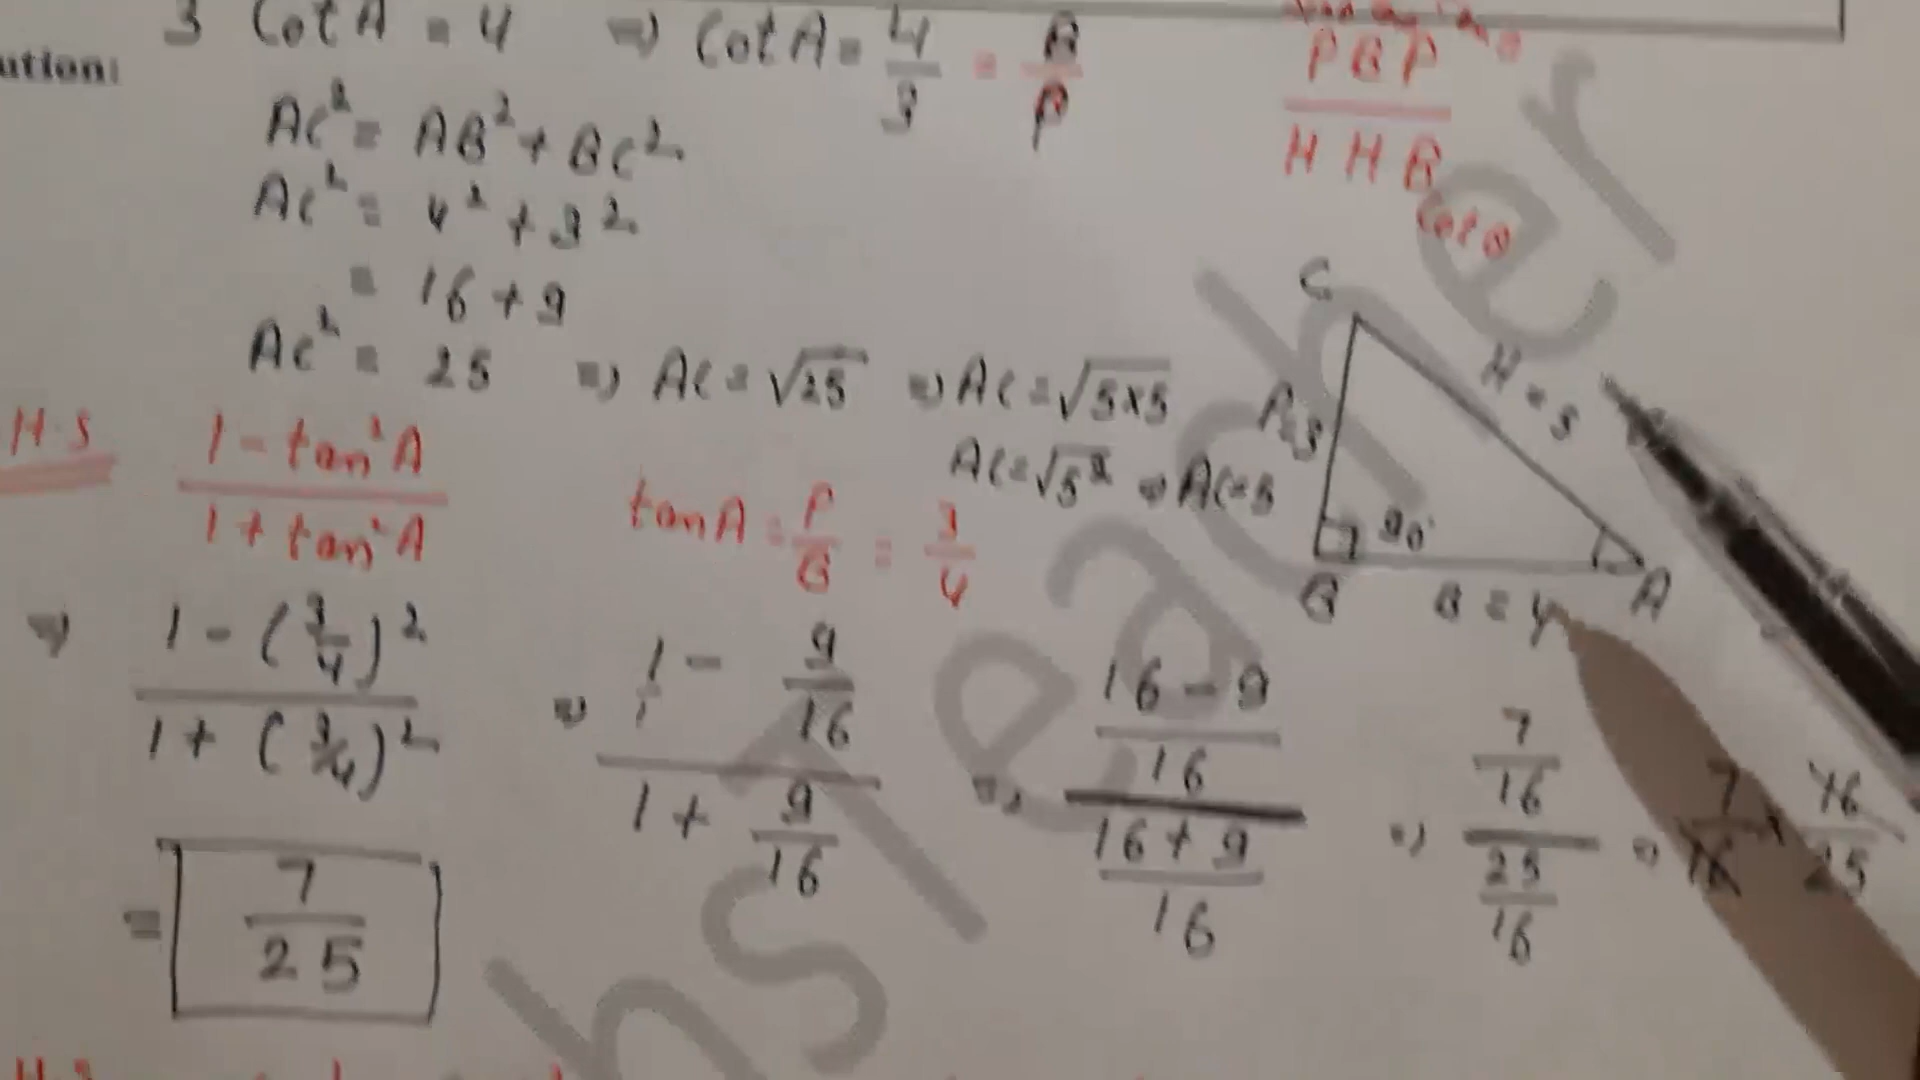 3 Cot A = 4 ⇒ Cot A = 4/3 = B/P
ution:
PBP
HHB
Cot θ
AC² = AB² + BC²
AC² = 4² + 3²
= 16 + 9
AC² = 25 ⇒ AC = √25 ⇒ AC = √5×5
AC = √5² ⇒ AC = 5
C
H = 5
P = 3
90°
B
B = 4
A
H·S
(1 - tan²A)/(1 + tan²A)
tan A = P/B = 3/4
⇒ (1 - (3/4)²)/(1 + (3/4)²) ⇒ (1/1 - 9/16)/(1 + 9/16) ⇒ ((16 - 9)/16)/((16 + 9)/16) ⇒ (7/16)/(25/16) ⇒ 7/16 × 16/25
= 7/25
hsTeacher
H·S